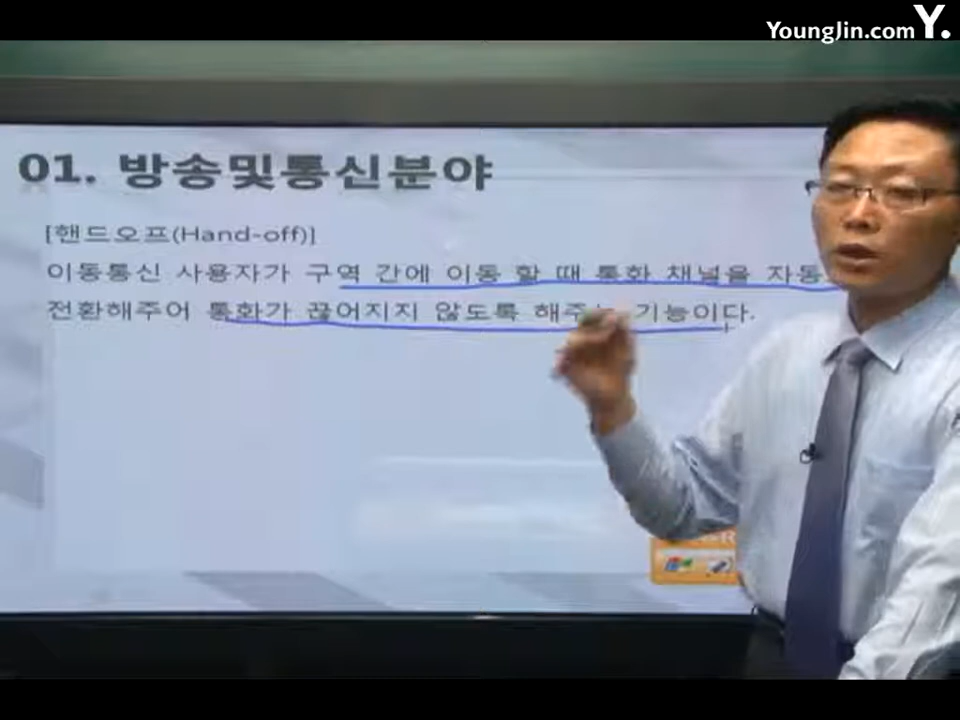 YoungJin.com Y.
01. 방송및통신분야
[핸드오프(Hand-off)]
이동통신 사용자가 구역 간에 이동 할 때 통화 채널을 자동
전환해주어 통화가 끊어지지 않도록 해주는 기능이다.